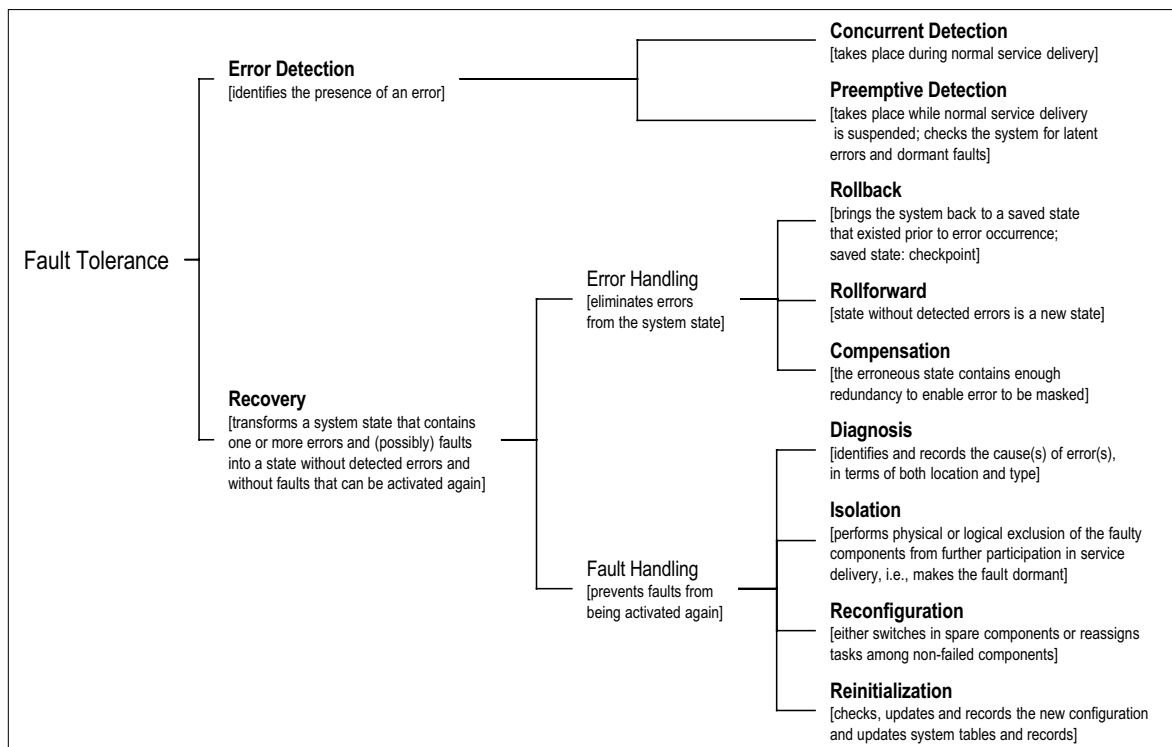 Fault Tolerance
Error Detection
[identifies the presence of an error]
Concurrent Detection
[takes place during normal service delivery]
Preemptive Detection
[takes place while normal service delivery
is suspended; checks the system for latent
errors and dormant faults]
Recovery
[transforms a system state that contains
one or more errors and (possibly) faults
into a state without detected errors and
without faults that can be activated again]
Error Handling
[eliminates errors
from the system state]
Rollback
[brings the system back to a saved state
that existed prior to error occurrence;
saved state: checkpoint]
Rollforward
[state without detected errors is a new state]
Compensation
[the erroneous state contains enough
redundancy to enable error to be masked]
Fault Handling
[prevents faults from
being activated again]
Diagnosis
[identifies and records the cause(s) of error(s),
in terms of both location and type]
Isolation
[performs physical or logical exclusion of the faulty
components from further participation in service
delivery, i.e., makes the fault dormant]
Reconfiguration
[either switches in spare components or reassigns
tasks among non-failed components]
Reinitialization
[checks, updates and records the new configuration
and updates system tables and records]